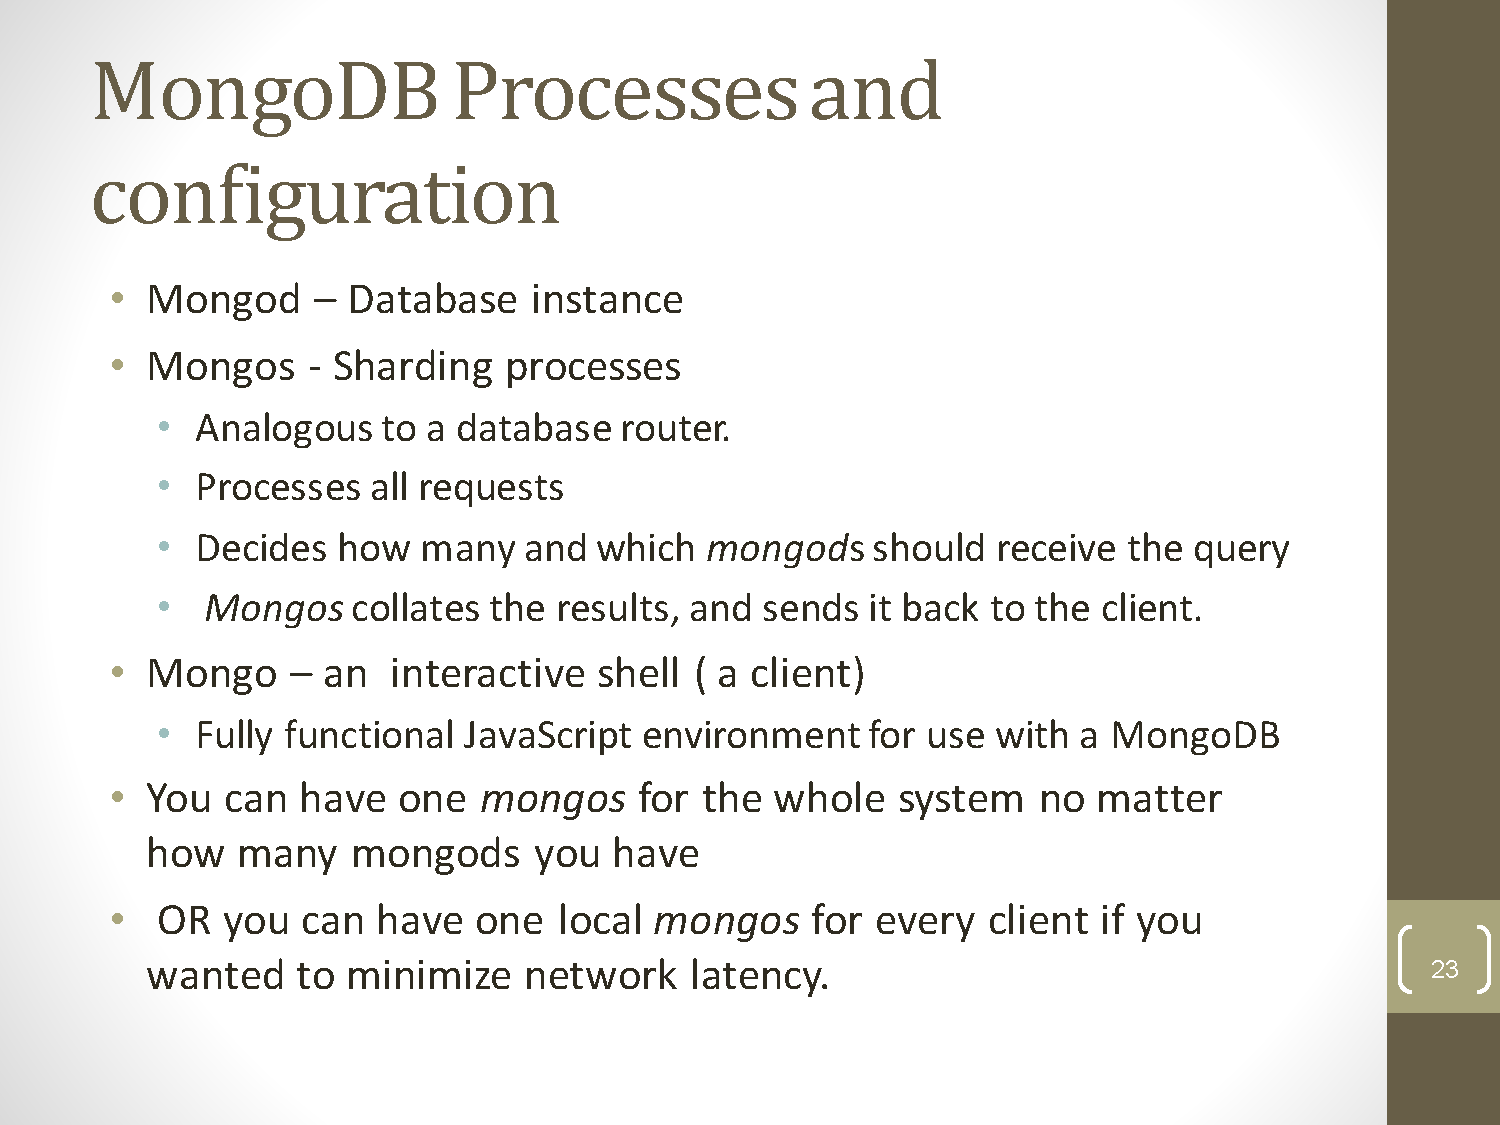 MongoDB Processes and
configuration
• Mongod – Database instance
• Mongos - Sharding processes
• Analogous to a database router.
• Processes all requests
• Decides how many and which mongods should receive the query
• Mongos collates the results, and sends it back to the client.
• Mongo – an interactive shell ( a client)
• Fully functional JavaScript environment for use with a MongoDB
• You can have one mongos for the whole system no matter
how many mongods you have
• OR you can have one local mongos for every client if you
wanted to minimize network latency.
23